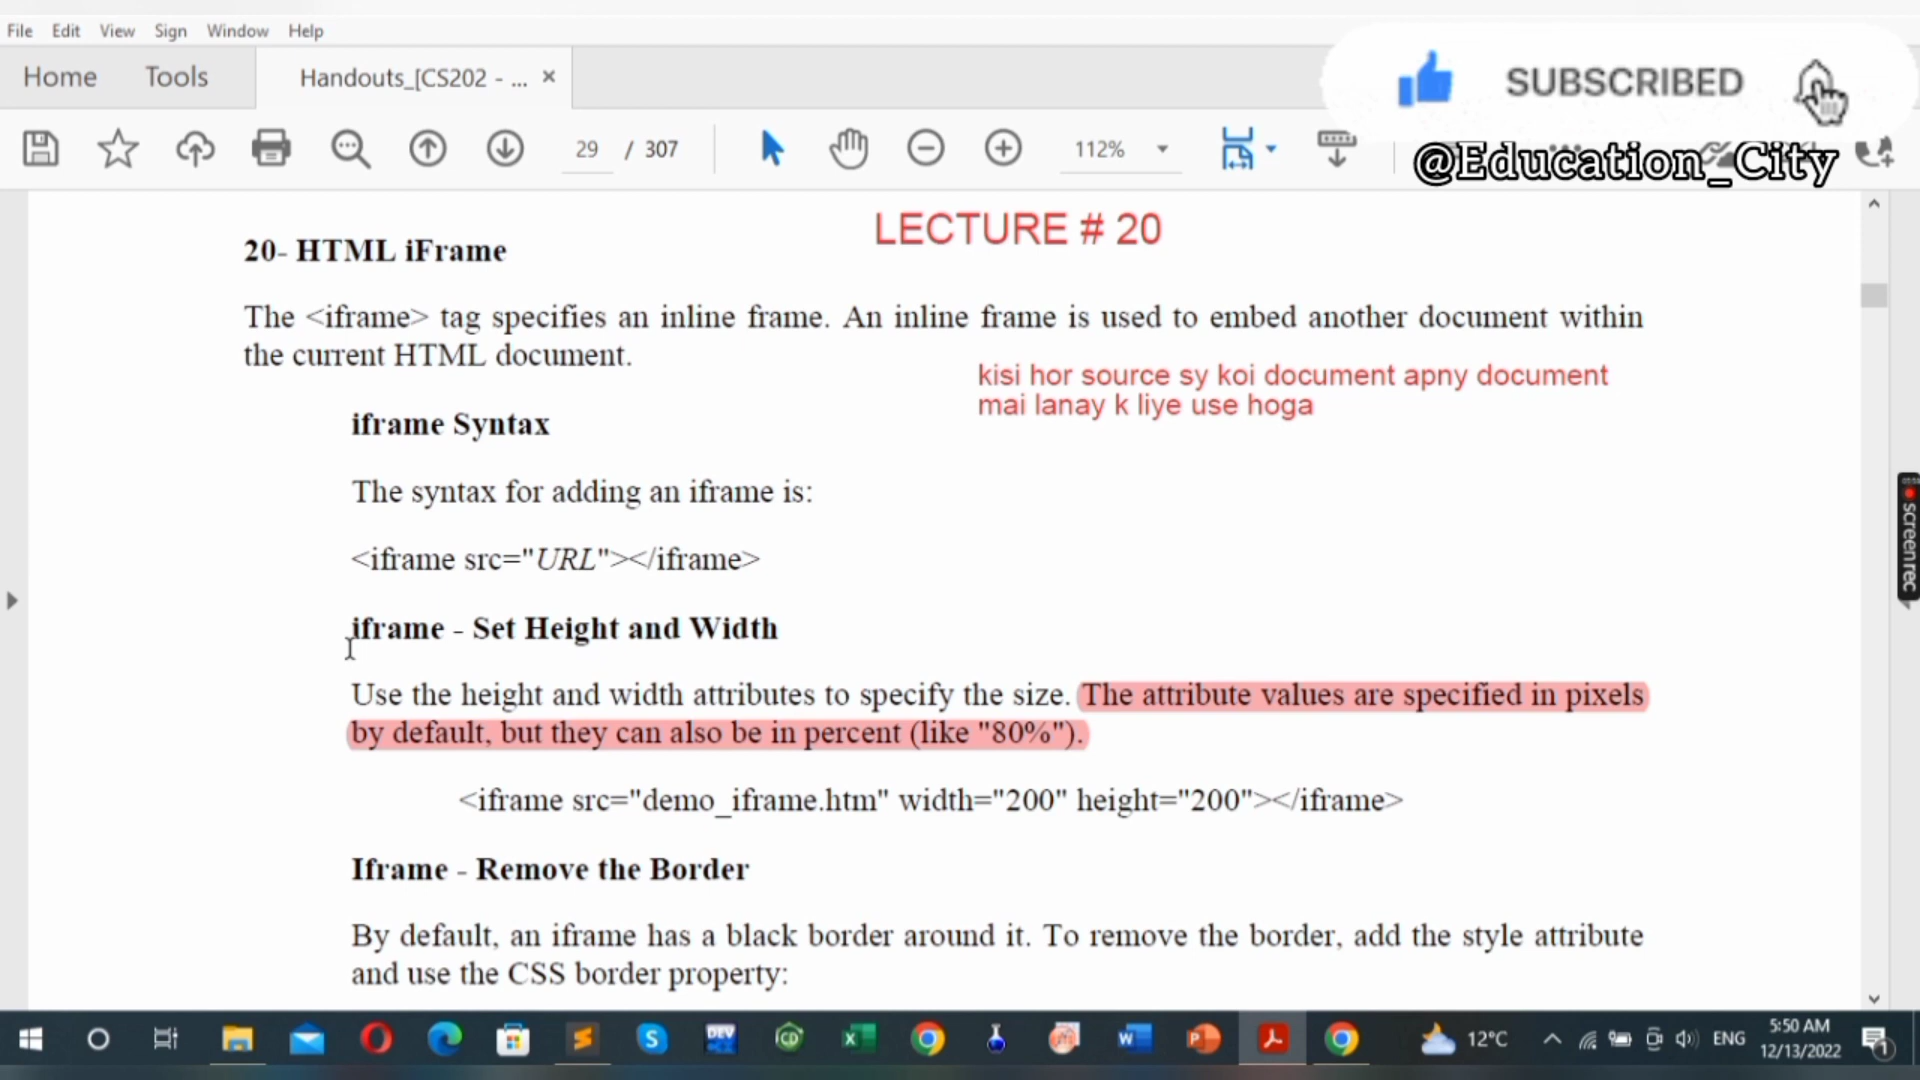 File Edit View Sign Window Help
Home Tools Handouts_[CS202 - ... ×
SUBSCRIBED
29 / 307 112%
@Education_City
LECTURE # 20
20- HTML iFrame
The <iframe> tag specifies an inline frame. An inline frame is used to embed another document within
the current HTML document.
kisi hor source sy koi document apny document
mai lanay k liye use hoga
iframe Syntax
The syntax for adding an iframe is:
<iframe src="URL"></iframe>
iframe - Set Height and Width
Use the height and width attributes to specify the size. The attribute values are specified in pixels
by default, but they can also be in percent (like "80%").
<iframe src="demo_iframe.htm" width="200" height="200"></iframe>
Iframe - Remove the Border
By default, an iframe has a black border around it. To remove the border, add the style attribute
and use the CSS border property:
screenrec
DEV
CD
12°C
ENG
5:50 AM
12/13/2022
1